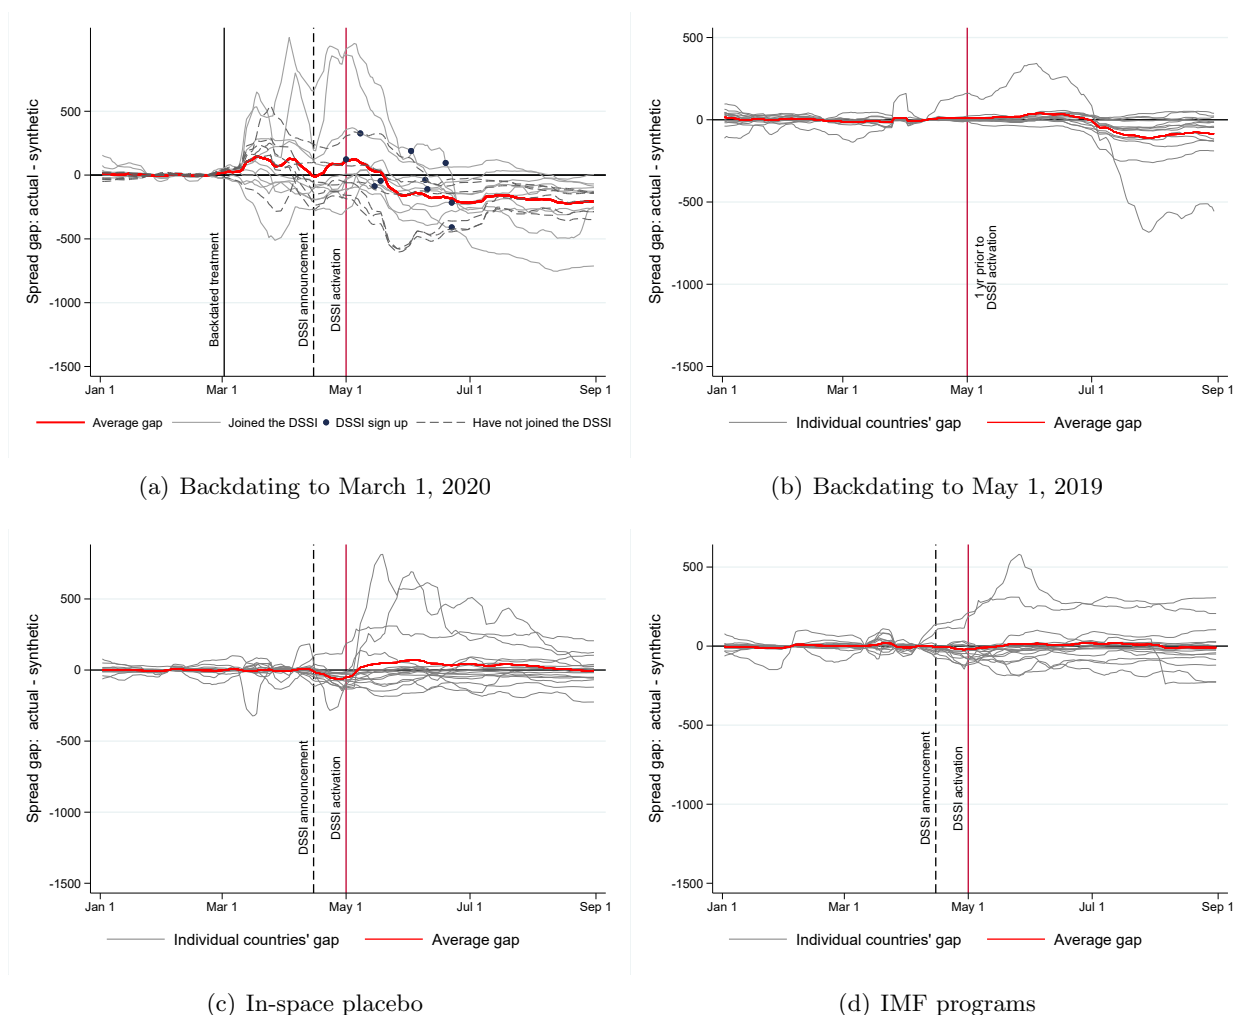 Spread gap: actual - synthetic
500
0
-500
-1000
-1500
Backdated treatment
DSSI announcement
DSSI activation
Jan 1
Mar 1
May 1
Jul 1
Sep 1
Average gap
Joined the DSSI
DSSI sign up
Have not joined the DSSI
(a) Backdating to March 1, 2020
Spread gap: actual - synthetic
500
0
-500
-1000
-1500
1 yr prior to
DSSI activation
Jan 1
Mar 1
May 1
Jul 1
Sep 1
Individual countries' gap
Average gap
(b) Backdating to May 1, 2019
Spread gap: actual - synthetic
500
0
-500
-1000
-1500
DSSI announcement
DSSI activation
Jan 1
Mar 1
May 1
Jul 1
Sep 1
Individual countries' gap
Average gap
(c) In-space placebo
Spread gap: actual - synthetic
500
0
-500
-1000
-1500
DSSI announcement
DSSI activation
Jan 1
Mar 1
May 1
Jul 1
Sep 1
Individual countries' gap
Average gap
(d) IMF programs